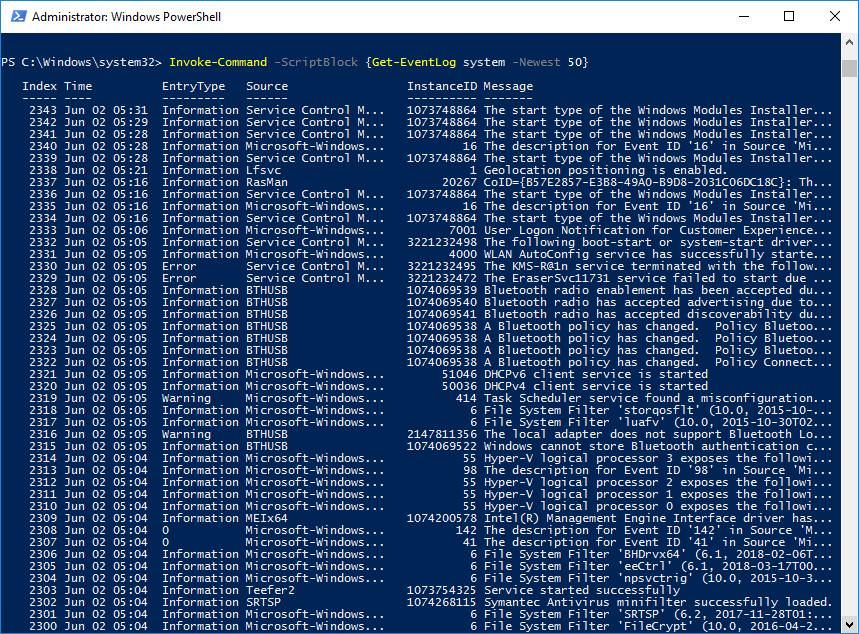 Administrator: Windows PowerShell
PS C:\Windows\system32> Invoke-Command -ScriptBlock {Get-EventLog system -Newest 50}
Index Time EntryType Source InstanceID Message
----- ---- --------- ------ ---------- -------
2343 Jun 02 05:31 Information Service Control M... 1073748864 The start type of the Windows Modules Installer...
2342 Jun 02 05:29 Information Service Control M... 1073748864 The start type of the Windows Modules Installer...
2341 Jun 02 05:28 Information Service Control M... 1073748864 The start type of the Windows Modules Installer...
2340 Jun 02 05:28 Information Microsoft-Windows... 16 The description for Event ID '16' in Source 'Mi...
2339 Jun 02 05:28 Information Service Control M... 1073748864 The start type of the Windows Modules Installer...
2338 Jun 02 05:21 Information Lfsvc 1 Geolocation positioning is enabled.
2337 Jun 02 05:16 Information RasMan 20267 CoID={B57E2857-E3B8-49A0-B9D8-2031C06DC18C}: Th...
2336 Jun 02 05:16 Information Service Control M... 1073748864 The start type of the Windows Modules Installer...
2335 Jun 02 05:16 Information Microsoft-Windows... 16 The description for Event ID '16' in Source 'Mi...
2334 Jun 02 05:16 Information Service Control M... 1073748864 The start type of the Windows Modules Installer...
2333 Jun 02 05:06 Information Microsoft-Windows... 7001 User Logon Notification for Customer Experience...
2332 Jun 02 05:05 Information Service Control M... 3221232498 The following boot-start or system-start driver...
2331 Jun 02 05:05 Information Microsoft-Windows... 4000 WLAN AutoConfig service has successfully starte...
2330 Jun 02 05:05 Error Service Control M... 3221232495 The KMS-R@1n service terminated with the follow...
2329 Jun 02 05:05 Error Service Control M... 3221232472 The EraserSvc11731 service failed to start due ...
2328 Jun 02 05:05 Information BTHUSB 1074069539 Bluetooth radio enablement has been accepted du...
2327 Jun 02 05:05 Information BTHUSB 1074069540 Bluetooth radio has accepted advertising due to...
2326 Jun 02 05:05 Information BTHUSB 1074069541 Bluetooth radio has accepted discoverability du...
2325 Jun 02 05:05 Information BTHUSB 1074069538 A Bluetooth policy has changed. Policy Bluetoo...
2324 Jun 02 05:05 Information BTHUSB 1074069538 A Bluetooth policy has changed. Policy Bluetoo...
2323 Jun 02 05:05 Information BTHUSB 1074069538 A Bluetooth policy has changed. Policy Bluetoo...
2322 Jun 02 05:05 Information BTHUSB 1074069538 A Bluetooth policy has changed. Policy Connect...
2321 Jun 02 05:05 Information Microsoft-Windows... 51046 DHCPv6 client service is started
2320 Jun 02 05:05 Information Microsoft-Windows... 50036 DHCPv4 client service is started
2319 Jun 02 05:05 Warning Microsoft-Windows... 414 Task Scheduler service found a misconfiguration...
2318 Jun 02 05:05 Information Microsoft-Windows... 6 File System Filter 'storqosflt' (10.0, 2015-10-...
2317 Jun 02 05:05 Information Microsoft-Windows... 6 File System Filter 'luafv' (10.0, 2015-10-30T02...
2316 Jun 02 05:05 Warning BTHUSB 2147811356 The local adapter does not support Bluetooth Lo...
2315 Jun 02 05:05 Information BTHUSB 1074069522 Windows cannot store Bluetooth authentication c...
2314 Jun 02 05:04 Information Microsoft-Windows... 55 Hyper-V logical processor 3 exposes the followi...
2313 Jun 02 05:04 Information Microsoft-Windows... 98 The description for Event ID '98' in Source 'Mi...
2312 Jun 02 05:04 Information Microsoft-Windows... 55 Hyper-V logical processor 2 exposes the followi...
2311 Jun 02 05:04 Information Microsoft-Windows... 55 Hyper-V logical processor 1 exposes the followi...
2310 Jun 02 05:04 Information Microsoft-Windows... 55 Hyper-V logical processor 0 exposes the followi...
2309 Jun 02 05:04 Information MEIx64 1074200578 Intel(R) Management Engine Interface driver has...
2308 Jun 02 05:04 0 Microsoft-Windows... 142 The description for Event ID '142' in Source 'M...
2307 Jun 02 05:04 0 Microsoft-Windows... 41 The description for Event ID '41' in Source 'Mi...
2306 Jun 02 05:04 Information Microsoft-Windows... 6 File System Filter 'BHDrvx64' (6.1, 2018-02-06T...
2305 Jun 02 05:04 Information Microsoft-Windows... 6 File System Filter 'eeCtrl' (6.1, 2018-03-17T00...
2304 Jun 02 05:04 Information Microsoft-Windows... 6 File System Filter 'npsvctrig' (10.0, 2015-10-3...
2303 Jun 02 05:04 Information Teefer2 1073754325 Service started successfully
2302 Jun 02 05:04 Information SRTSP 1074268115 Symantec Antivirus minifilter successfully loaded.
2301 Jun 02 05:04 Information Microsoft-Windows... 6 File System Filter 'SRTSP' (6.2, 2017-11-28T01:...
2300 Jun 02 05:04 Information Microsoft-Windows... 6 File System Filter 'FileCrypt' (10.0, 2016-04-2...